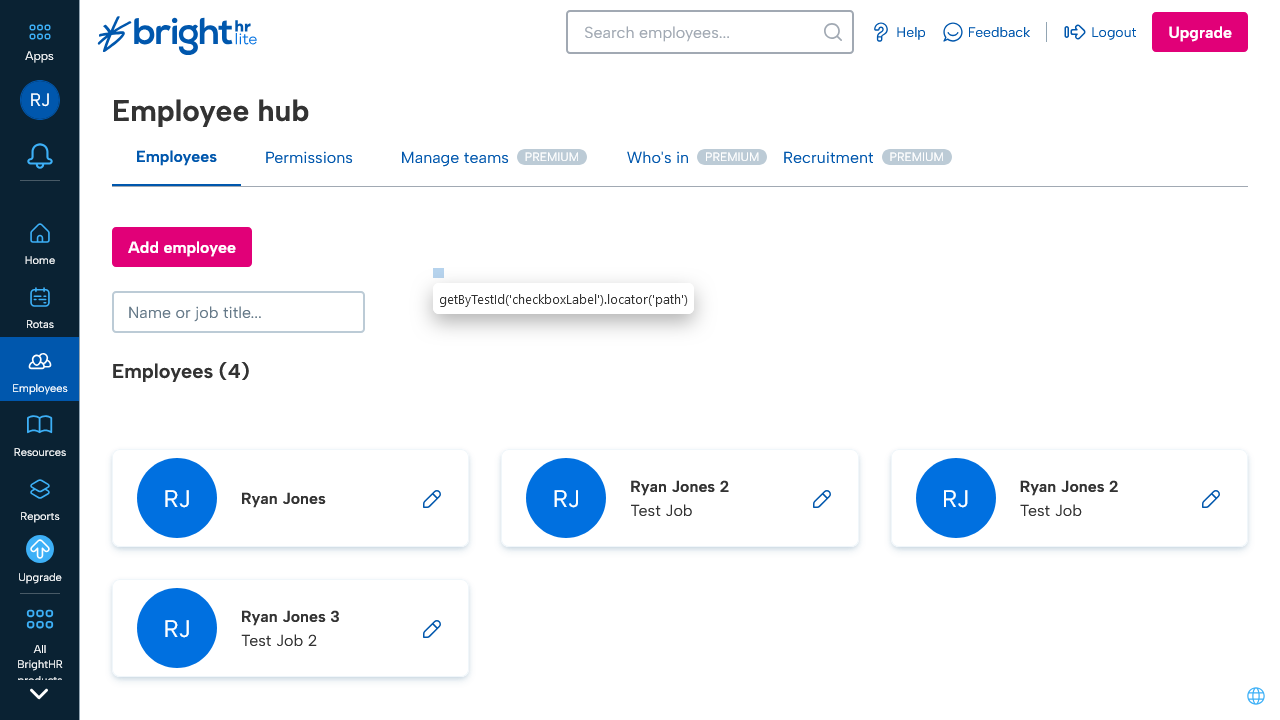 Apps
RJ
Home
Rotas
Employees
Resources
Reports
Upgrade
All
BrightHR
products
brighthr lite
Search employees...
Help
Feedback
Logout
Upgrade
Employee hub
Employees
Permissions
Manage teams PREMIUM
Who's in PREMIUM
Recruitment PREMIUM
Add employee
getByTestId('checkboxLabel').locator('path')
Name or job title...
Employees (4)
RJ
Ryan Jones
RJ
Ryan Jones 2
Test Job
RJ
Ryan Jones 2
Test Job
RJ
Ryan Jones 3
Test Job 2